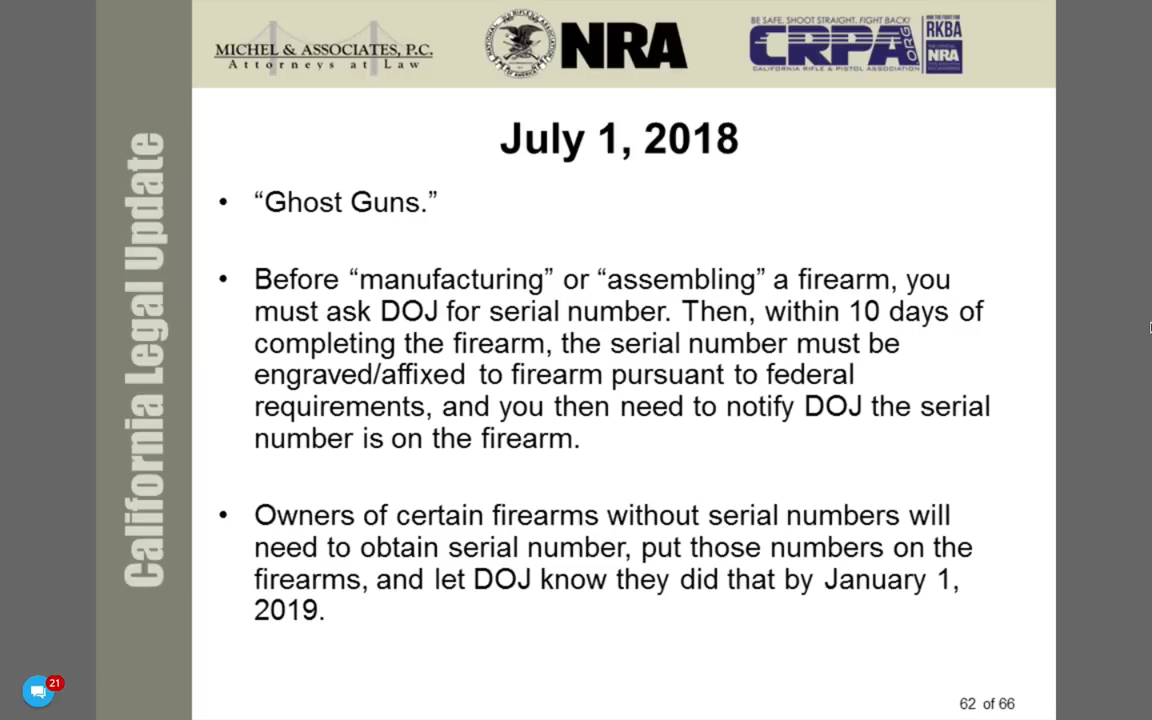 MICHEL & ASSOCIATES, P.C.
Attorneys at Law
NRA
BE SAFE. SHOOT STRAIGHT. FIGHT BACK!
CRPA.ORG
CALIFORNIA RIFLE & PISTOL ASSOCIATION
RKBA
NRA
California Legal Update
July 1, 2018
• “Ghost Guns.”
• Before “manufacturing” or “assembling” a firearm, you
must ask DOJ for serial number. Then, within 10 days of
completing the firearm, the serial number must be
engraved/affixed to firearm pursuant to federal
requirements, and you then need to notify DOJ the serial
number is on the firearm.
• Owners of certain firearms without serial numbers will
need to obtain serial number, put those numbers on the
firearms, and let DOJ know they did that by January 1,
2019.
62 of 66
21